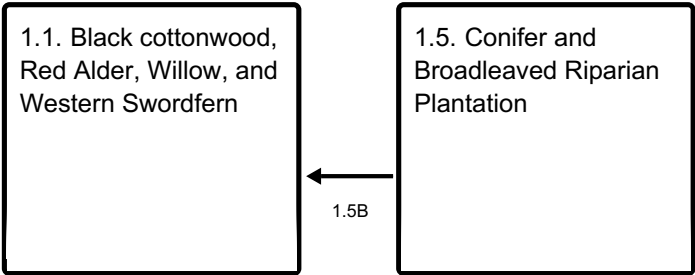 1.1. Black cottonwood,
Red Alder, Willow, and
Western Swordfern
1.5. Conifer and
Broadleaved Riparian
Plantation
1.5B